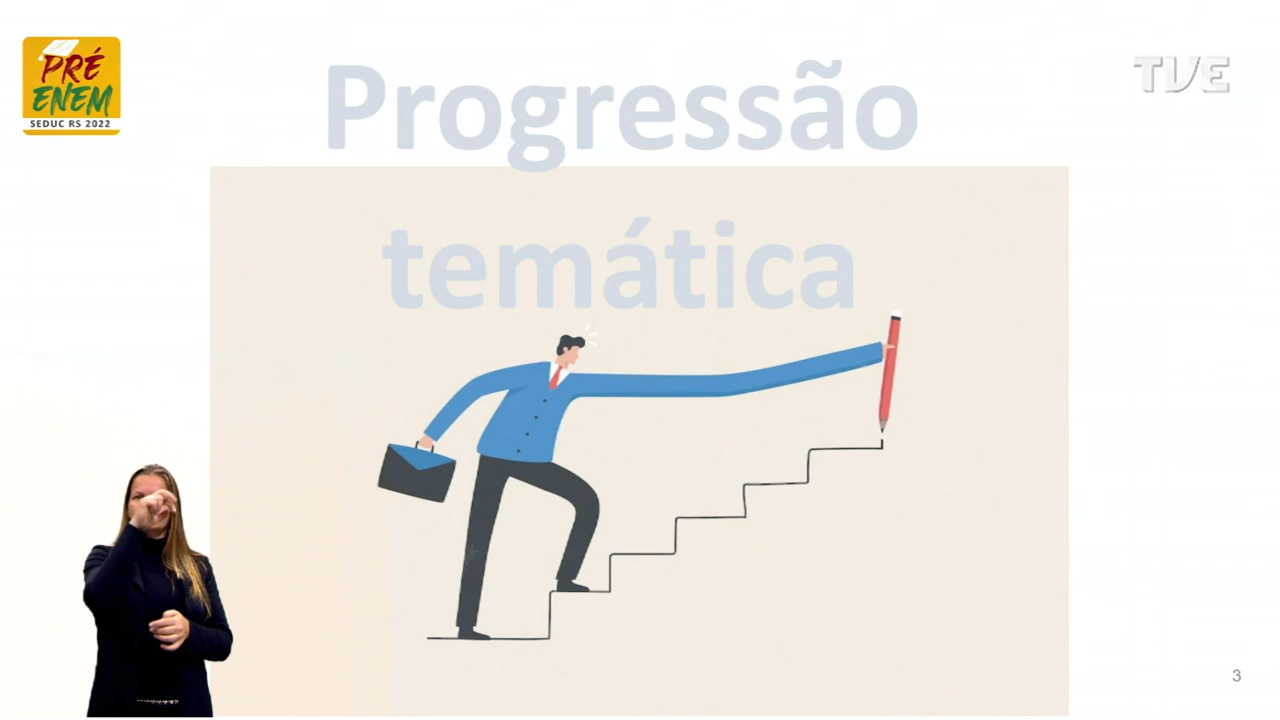 PRÉ
ENEM
SEDUC RS 2022
TVE
Progressão
temática
3